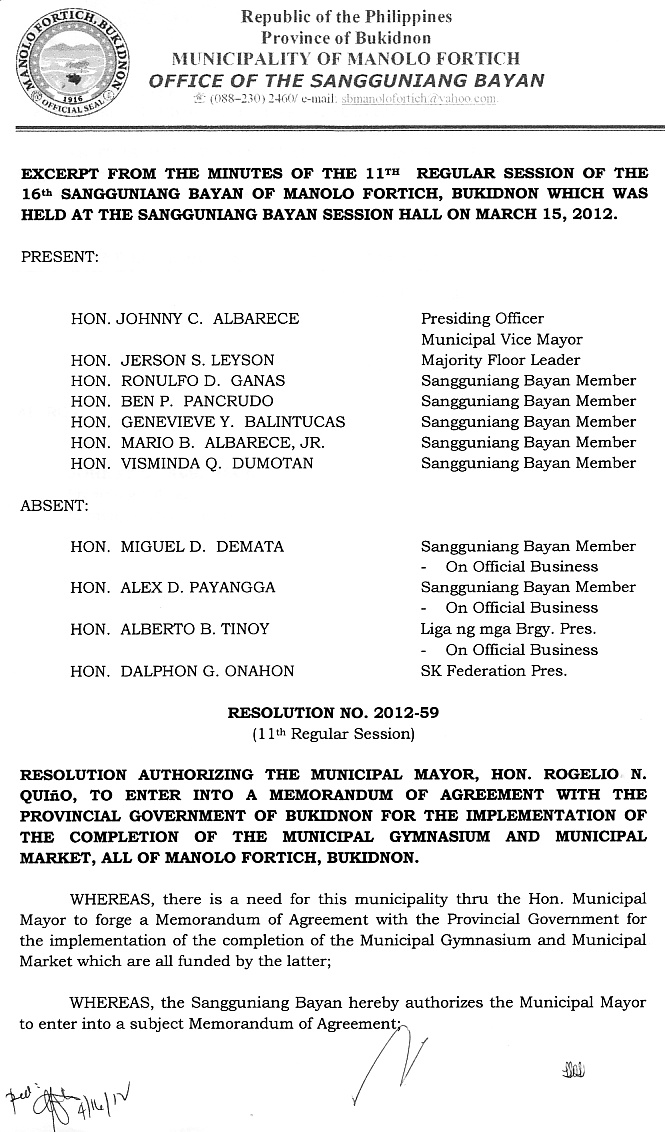 Republic of the Philippines
Province of Bukidnon
MUNICIPALITY OF MANOLO FORTICH
OFFICE OF THE SANGGUNIANG BAYAN
☏ (088-230) 2460/ e-mail: sbmanolofortich@yahoo.com
MANOLO FORTICH, BUKIDNON
1916
OFFICIAL SEAL
EXCERPT FROM THE MINUTES OF THE 11TH REGULAR SESSION OF THE
16th SANGGUNIANG BAYAN OF MANOLO FORTICH, BUKIDNON WHICH WAS
HELD AT THE SANGGUNIANG BAYAN SESSION HALL ON MARCH 15, 2012.
PRESENT:
HON. JOHNNY C. ALBARECE Presiding Officer
Municipal Vice Mayor
HON. JERSON S. LEYSON Majority Floor Leader
HON. RONULFO D. GANAS Sangguniang Bayan Member
HON. BEN P. PANCRUDO Sangguniang Bayan Member
HON. GENEVIEVE Y. BALINTUCAS Sangguniang Bayan Member
HON. MARIO B. ALBARECE, JR. Sangguniang Bayan Member
HON. VISMINDA Q. DUMOTAN Sangguniang Bayan Member
ABSENT:
HON. MIGUEL D. DEMATA Sangguniang Bayan Member
- On Official Business
HON. ALEX D. PAYANGGA Sangguniang Bayan Member
- On Official Business
HON. ALBERTO B. TINOY Liga ng mga Brgy. Pres.
- On Official Business
HON. DALPHON G. ONAHON SK Federation Pres.
RESOLUTION NO. 2012-59
(11th Regular Session)
RESOLUTION AUTHORIZING THE MUNICIPAL MAYOR, HON. ROGELIO N.
QUIñO, TO ENTER INTO A MEMORANDUM OF AGREEMENT WITH THE
PROVINCIAL GOVERNMENT OF BUKIDNON FOR THE IMPLEMENTATION OF
THE COMPLETION OF THE MUNICIPAL GYMNASIUM AND MUNICIPAL
MARKET, ALL OF MANOLO FORTICH, BUKIDNON.
WHEREAS, there is a need for this municipality thru the Hon. Municipal
Mayor to forge a Memorandum of Agreement with the Provincial Government for
the implementation of the completion of the Municipal Gymnasium and Municipal
Market which are all funded by the latter;
WHEREAS, the Sangguniang Bayan hereby authorizes the Municipal Mayor
to enter into a subject Memorandum of Agreement;
4/16/12